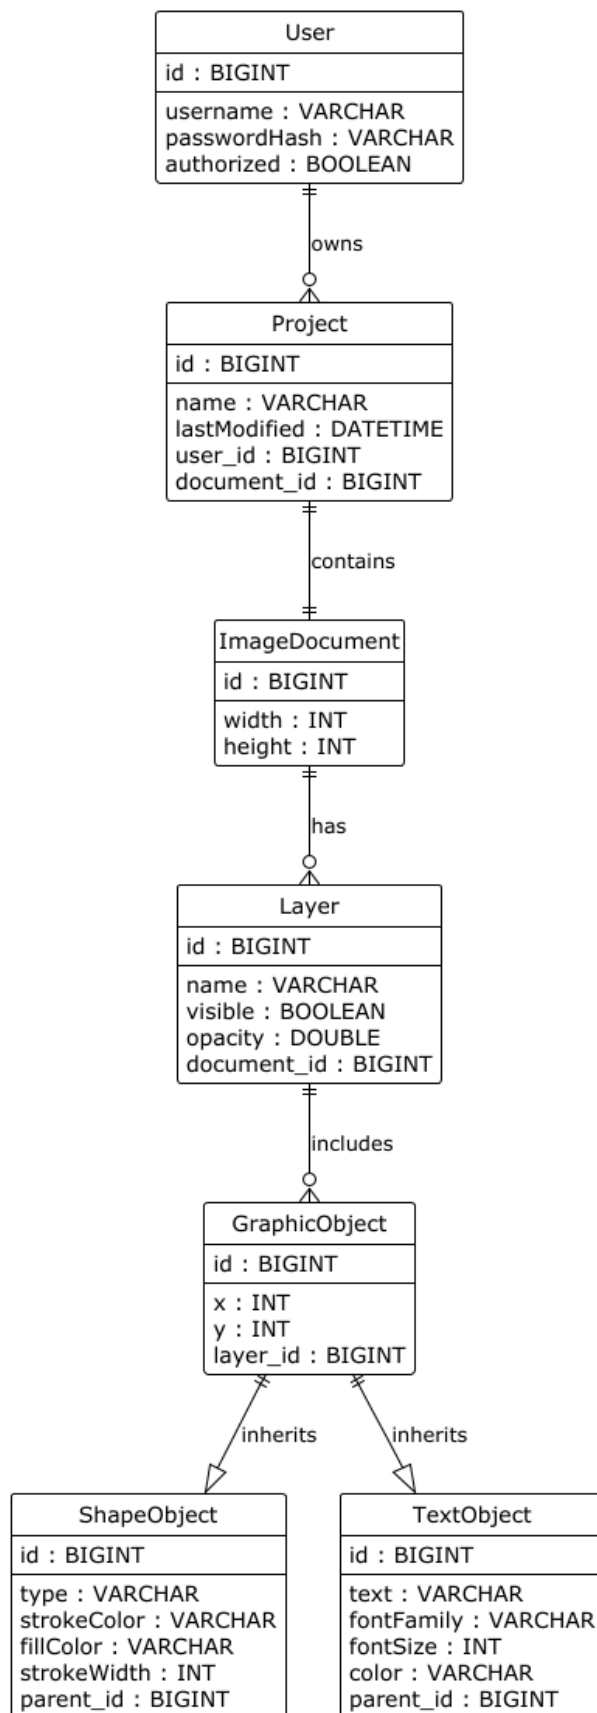 User
id : BIGINT
username : VARCHAR
passwordHash : VARCHAR
authorized : BOOLEAN
owns
Project
id : BIGINT
name : VARCHAR
lastModified : DATETIME
user_id : BIGINT
document_id : BIGINT
contains
ImageDocument
id : BIGINT
width : INT
height : INT
has
Layer
id : BIGINT
name : VARCHAR
visible : BOOLEAN
opacity : DOUBLE
document_id : BIGINT
includes
GraphicObject
id : BIGINT
x : INT
y : INT
layer_id : BIGINT
inherits
inherits
ShapeObject
id : BIGINT
type : VARCHAR
strokeColor : VARCHAR
fillColor : VARCHAR
strokeWidth : INT
parent_id : BIGINT
TextObject
id : BIGINT
text : VARCHAR
fontFamily : VARCHAR
fontSize : INT
color : VARCHAR
parent_id : BIGINT